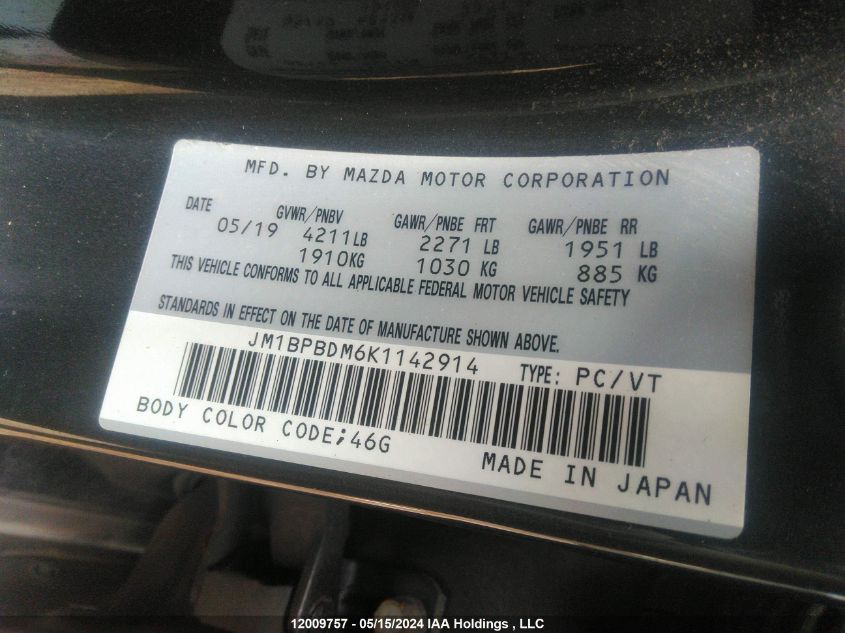 MFD. BY MAZDA MOTOR CORPORATION
DATE GVWR/PNBV GAWR/PNBE FRT GAWR/PNBE RR
05/19 4211LB 2271 LB 1951 LB
1910KG 1030 KG 885 KG
THIS VEHICLE CONFORMS TO ALL APPLICABLE FEDERAL MOTOR VEHICLE SAFETY
STANDARDS IN EFFECT ON THE DATE OF MANUFACTURE SHOWN ABOVE.
JM1BPBDM6K1142914 TYPE: PC/VT
BODY COLOR CODE;46G
MADE IN JAPAN
12009757 - 05/15/2024 IAA Holdings , LLC